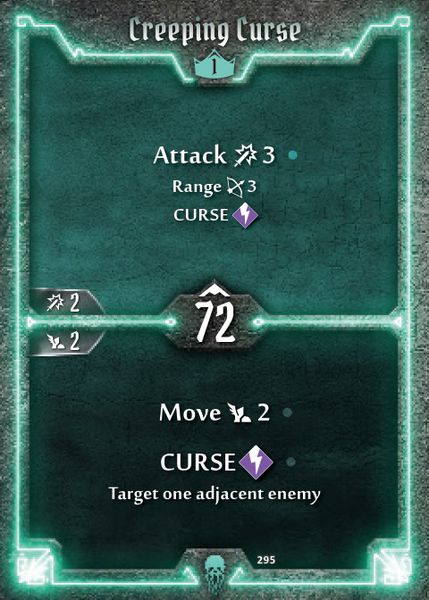 Creeping Curse
1
Attack 3
Range 3
CURSE
2
72
2
Move 2
CURSE
Target one adjacent enemy
295